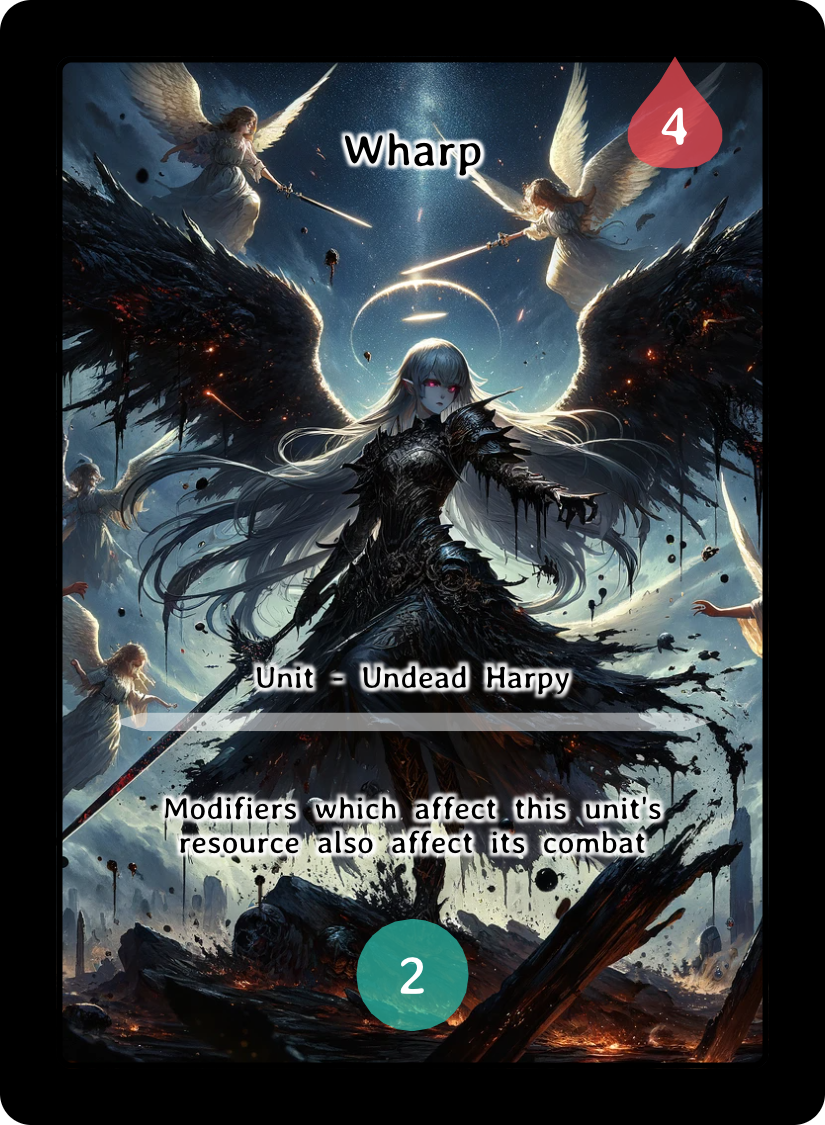 4
Wharp
Unit - Undead Harpy
Modifiers which affect this unit's
resource also affect its combat
2